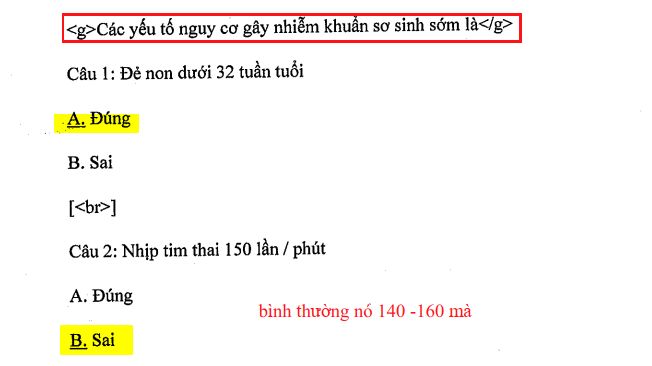 <g>Các yếu tố nguy cơ gây nhiễm khuẩn sơ sinh sớm là</g>
Câu 1: Đẻ non dưới 32 tuần tuổi
A. Đúng
B. Sai
[<br>]
Câu 2: Nhịp tim thai 150 lần / phút
A. Đúng
bình thường nó 140 -160 mà
B. Sai